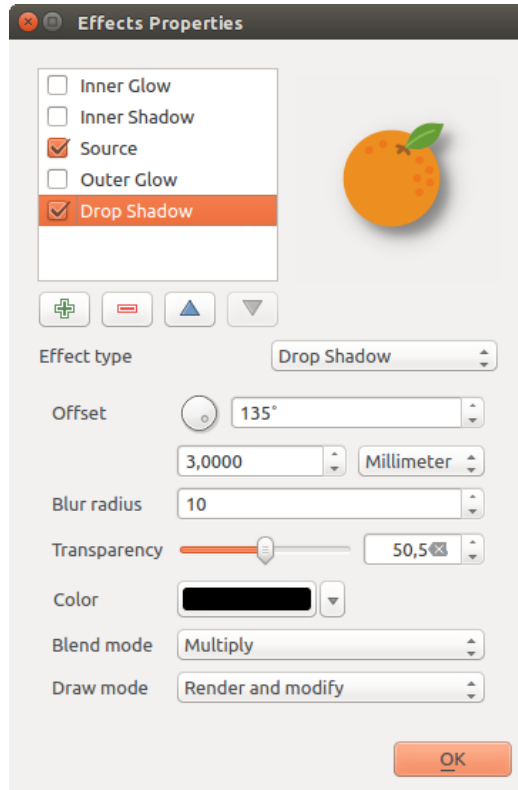 Effects Properties
Inner Glow
Inner Shadow
Source
Outer Glow
Drop Shadow
Effect type Drop Shadow
Offset 135°
3,0000 Millimeter
Blur radius 10
Transparency 50,5
Color
Blend mode Multiply
Draw mode Render and modify
OK